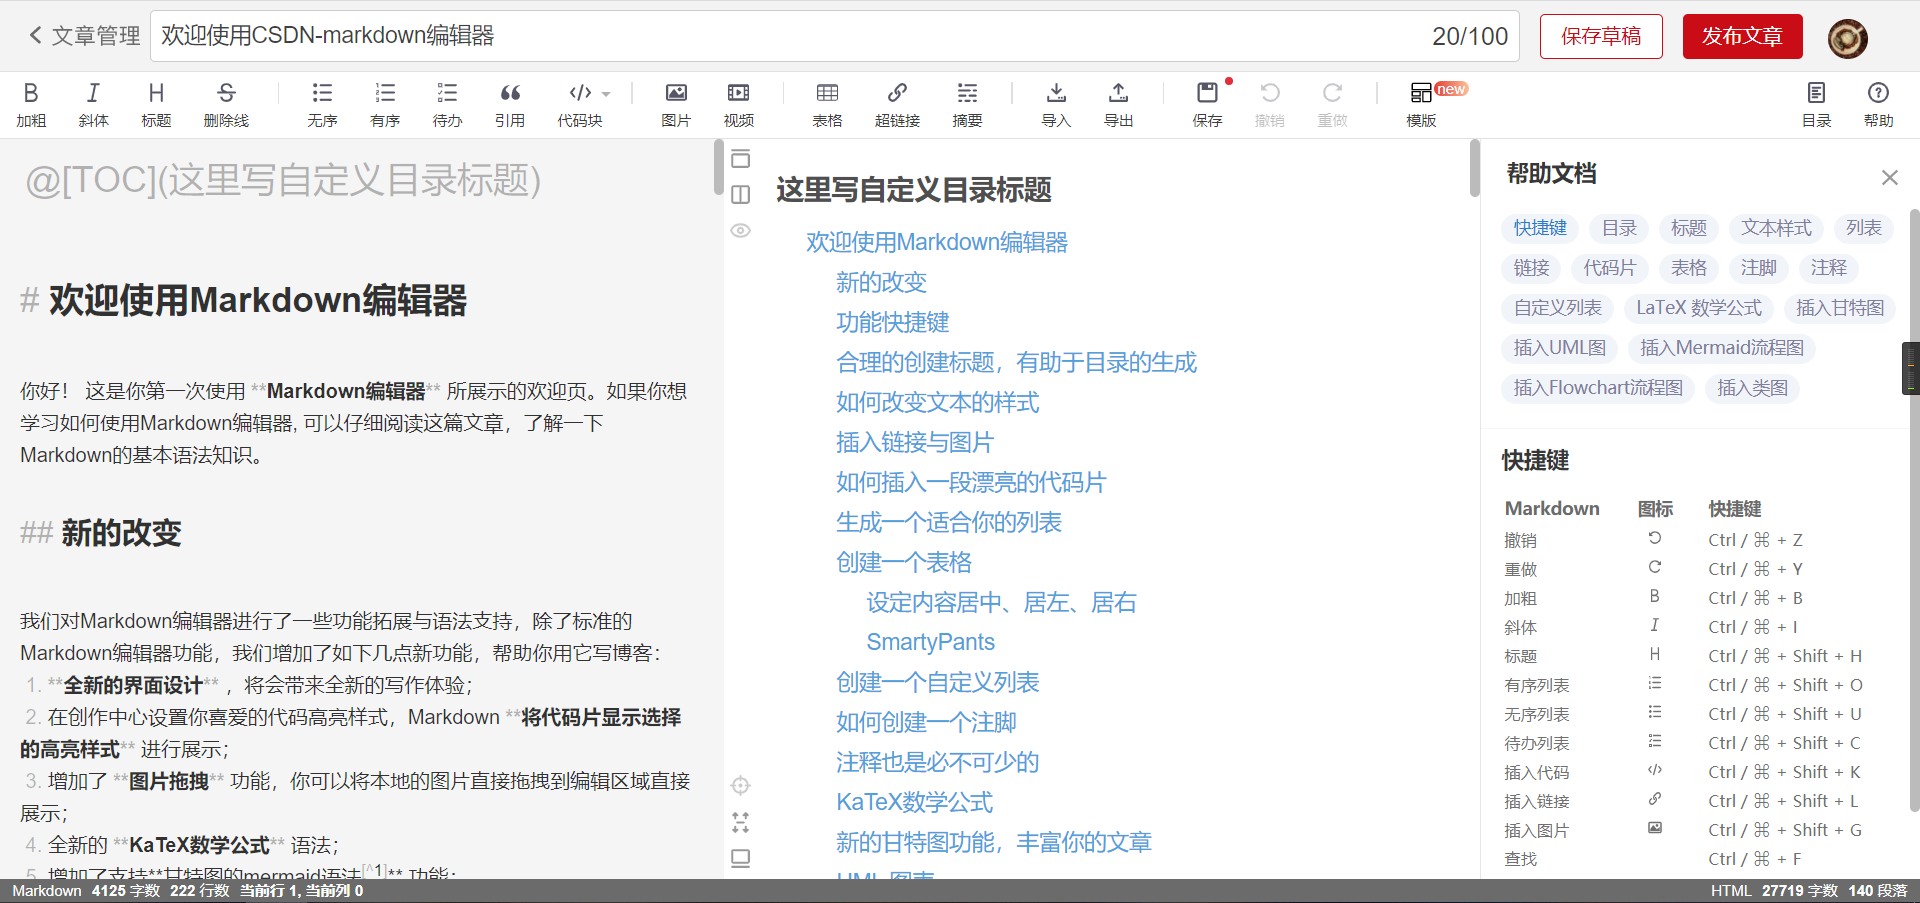 文章管理
欢迎使用CSDN-markdown编辑器
20/100
保存草稿
发布文章
B I H S
加粗 斜体 标题 删除线 无序 有序 待办 引用 代码块 图片 视频 表格 超链接 摘要 导入 导出 保存 撤销 重做 模版 new 目录 帮助
@[TOC](这里写自定义目录标题)
# 欢迎使用Markdown编辑器
你好！ 这是你第一次使用 **Markdown编辑器** 所展示的欢迎页。如果你想
学习如何使用Markdown编辑器, 可以仔细阅读这篇文章，了解一下
Markdown的基本语法知识。
## 新的改变
我们对Markdown编辑器进行了一些功能拓展与语法支持，除了标准的
Markdown编辑器功能，我们增加了如下几点新功能，帮助你用它写博客：
1. **全新的界面设计** ，将会带来全新的写作体验；
2. 在创作中心设置你喜爱的代码高亮样式，Markdown **将代码片显示选择
的高亮样式** 进行展示；
3. 增加了 **图片拖拽** 功能，你可以将本地的图片直接拖拽到编辑区域直接
展示；
4. 全新的 **KaTeX数学公式** 语法；
5. 增加了支持**甘特图的mermaid语法[^1]** 功能；
这里写自定义目录标题
欢迎使用Markdown编辑器
新的改变
功能快捷键
合理的创建标题，有助于目录的生成
如何改变文本的样式
插入链接与图片
如何插入一段漂亮的代码片
生成一个适合你的列表
创建一个表格
设定内容居中、居左、居右
SmartyPants
创建一个自定义列表
如何创建一个注脚
注释也是必不可少的
KaTeX数学公式
新的甘特图功能，丰富你的文章
UML 图表
帮助文档
快捷键 目录 标题 文本样式 列表
链接 代码片 表格 注脚 注释
自定义列表 LaTeX 数学公式 插入甘特图
插入UML图 插入Mermaid流程图
插入Flowchart流程图 插入类图
快捷键
Markdown 图标 快捷键
撤销 Ctrl / ⌘ + Z
重做 Ctrl / ⌘ + Y
加粗 B Ctrl / ⌘ + B
斜体 I Ctrl / ⌘ + I
标题 H Ctrl / ⌘ + Shift + H
有序列表 Ctrl / ⌘ + Shift + O
无序列表 Ctrl / ⌘ + Shift + U
待办列表 Ctrl / ⌘ + Shift + C
插入代码 Ctrl / ⌘ + Shift + K
插入链接 Ctrl / ⌘ + Shift + L
插入图片 Ctrl / ⌘ + Shift + G
查找 Ctrl / ⌘ + F
Markdown 4125 字数 222 行数 当前行 1, 当前列 0
HTML 27719 字数 140 段落